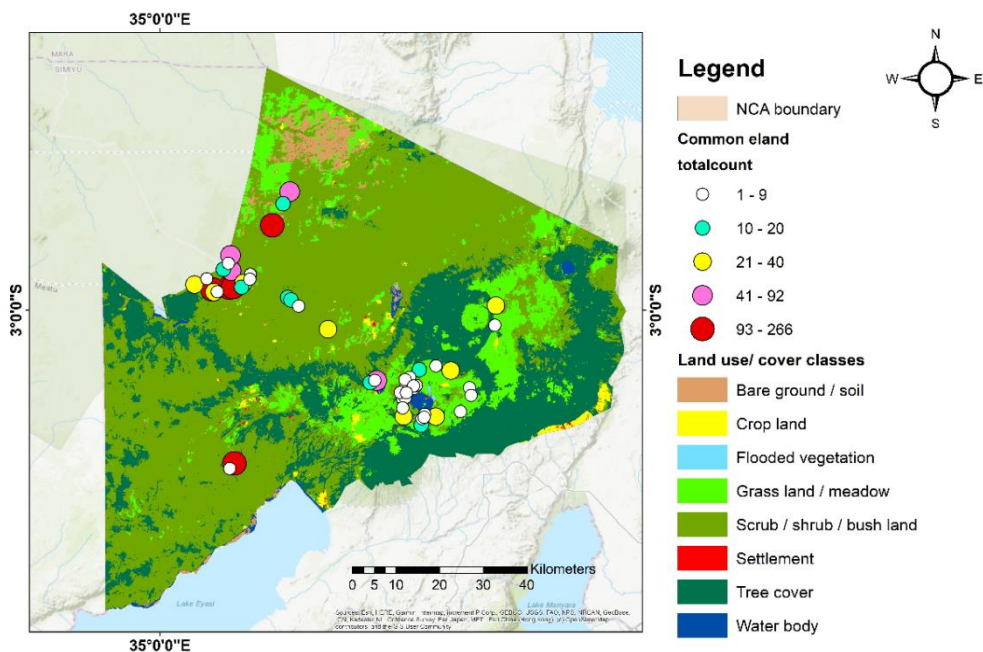 35°0'0"E
MARA
SIMIYU
Meatu
3°0'0"S
3°0'0"S
Kilometers
0 5 10 20 30 40
Lake Eyasi
Lake Manyara
35°0'0"E
N
W E
S
Legend
NCA boundary
Common eland
totalcount
1 - 9
10 - 20
21 - 40
41 - 92
93 - 266
Land use/ cover classes
Bare ground / soil
Crop land
Flooded vegetation
Grass land / meadow
Scrub / shrub / bush land
Settlement
Tree cover
Water body